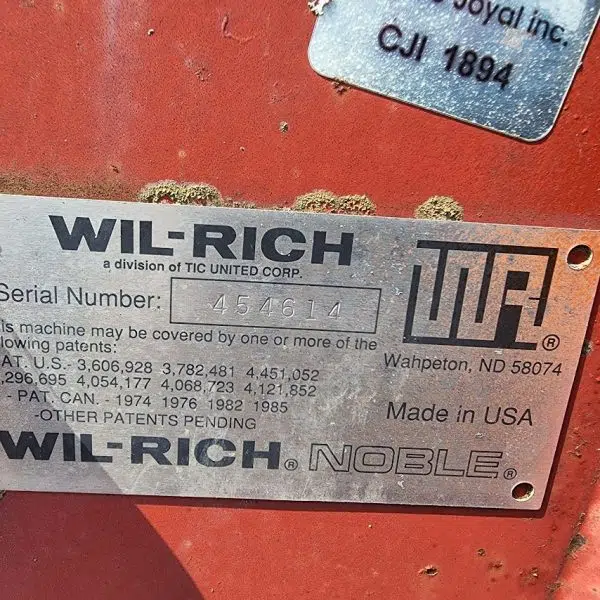 Joyal inc.
CJI 1894
WIL-RICH
a division of TIC UNITED CORP.
Serial Number: 454614
is machine may be covered by one or more of the
lowing patents:
AT. U.S.- 3,606,928 3,782,481 4,451,052
,296,695 4,054,177 4,068,723 4,121,852
- PAT. CAN. - 1974 1976 1982 1985
-OTHER PATENTS PENDING
WIL-RICH® NOBLE®
WR®
Wahpeton, ND 58074
Made in USA